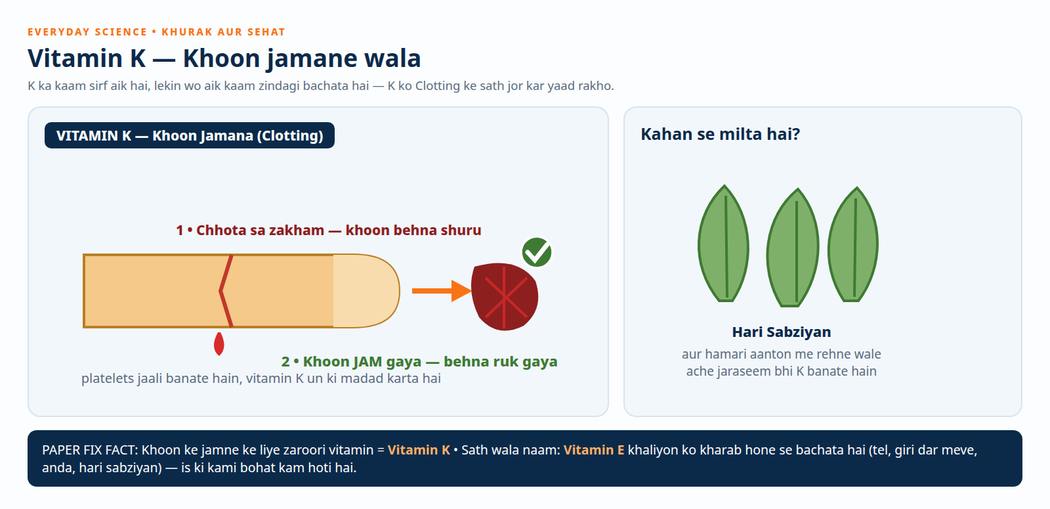 EVERYDAY SCIENCE • KHURAK AUR SEHAT
Vitamin K — Khoon jamane wala
K ka kaam sirf aik hai, lekin wo aik kaam zindagi bachata hai — K ko Clotting ke sath jor kar yaad rakho.
VITAMIN K — Khoon Jamana (Clotting)
1 • Chhota sa zakham — khoon behna shuru
2 • Khoon JAM gaya — behna ruk gaya
platelets jaali banate hain, vitamin K un ki madad karta hai
Kahan se milta hai?
Hari Sabziyan
aur hamari aanton me rehne wale
ache jaraseem bhi K banate hain
PAPER FIX FACT: Khoon ke jamne ke liye zaroori vitamin = Vitamin K • Sath wala naam: Vitamin E khaliyon ko kharab hone se bachata hai (tel, giri dar meve,
anda, hari sabziyan) — is ki kami bohat kam hoti hai.